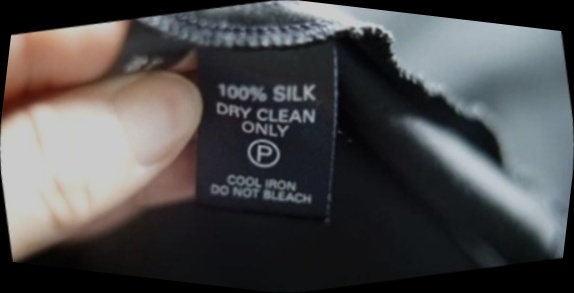 100% SILK
DRY CLEAN
ONLY
P
COOL IRON
DO NOT BLEACH